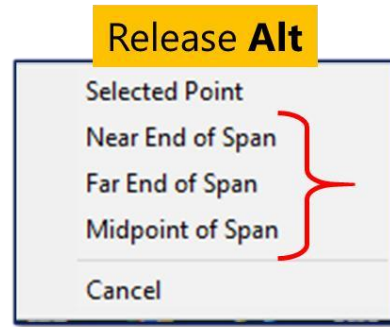 Release Alt
Selected Point
Near End of Span
Far End of Span
Midpoint of Span
Cancel